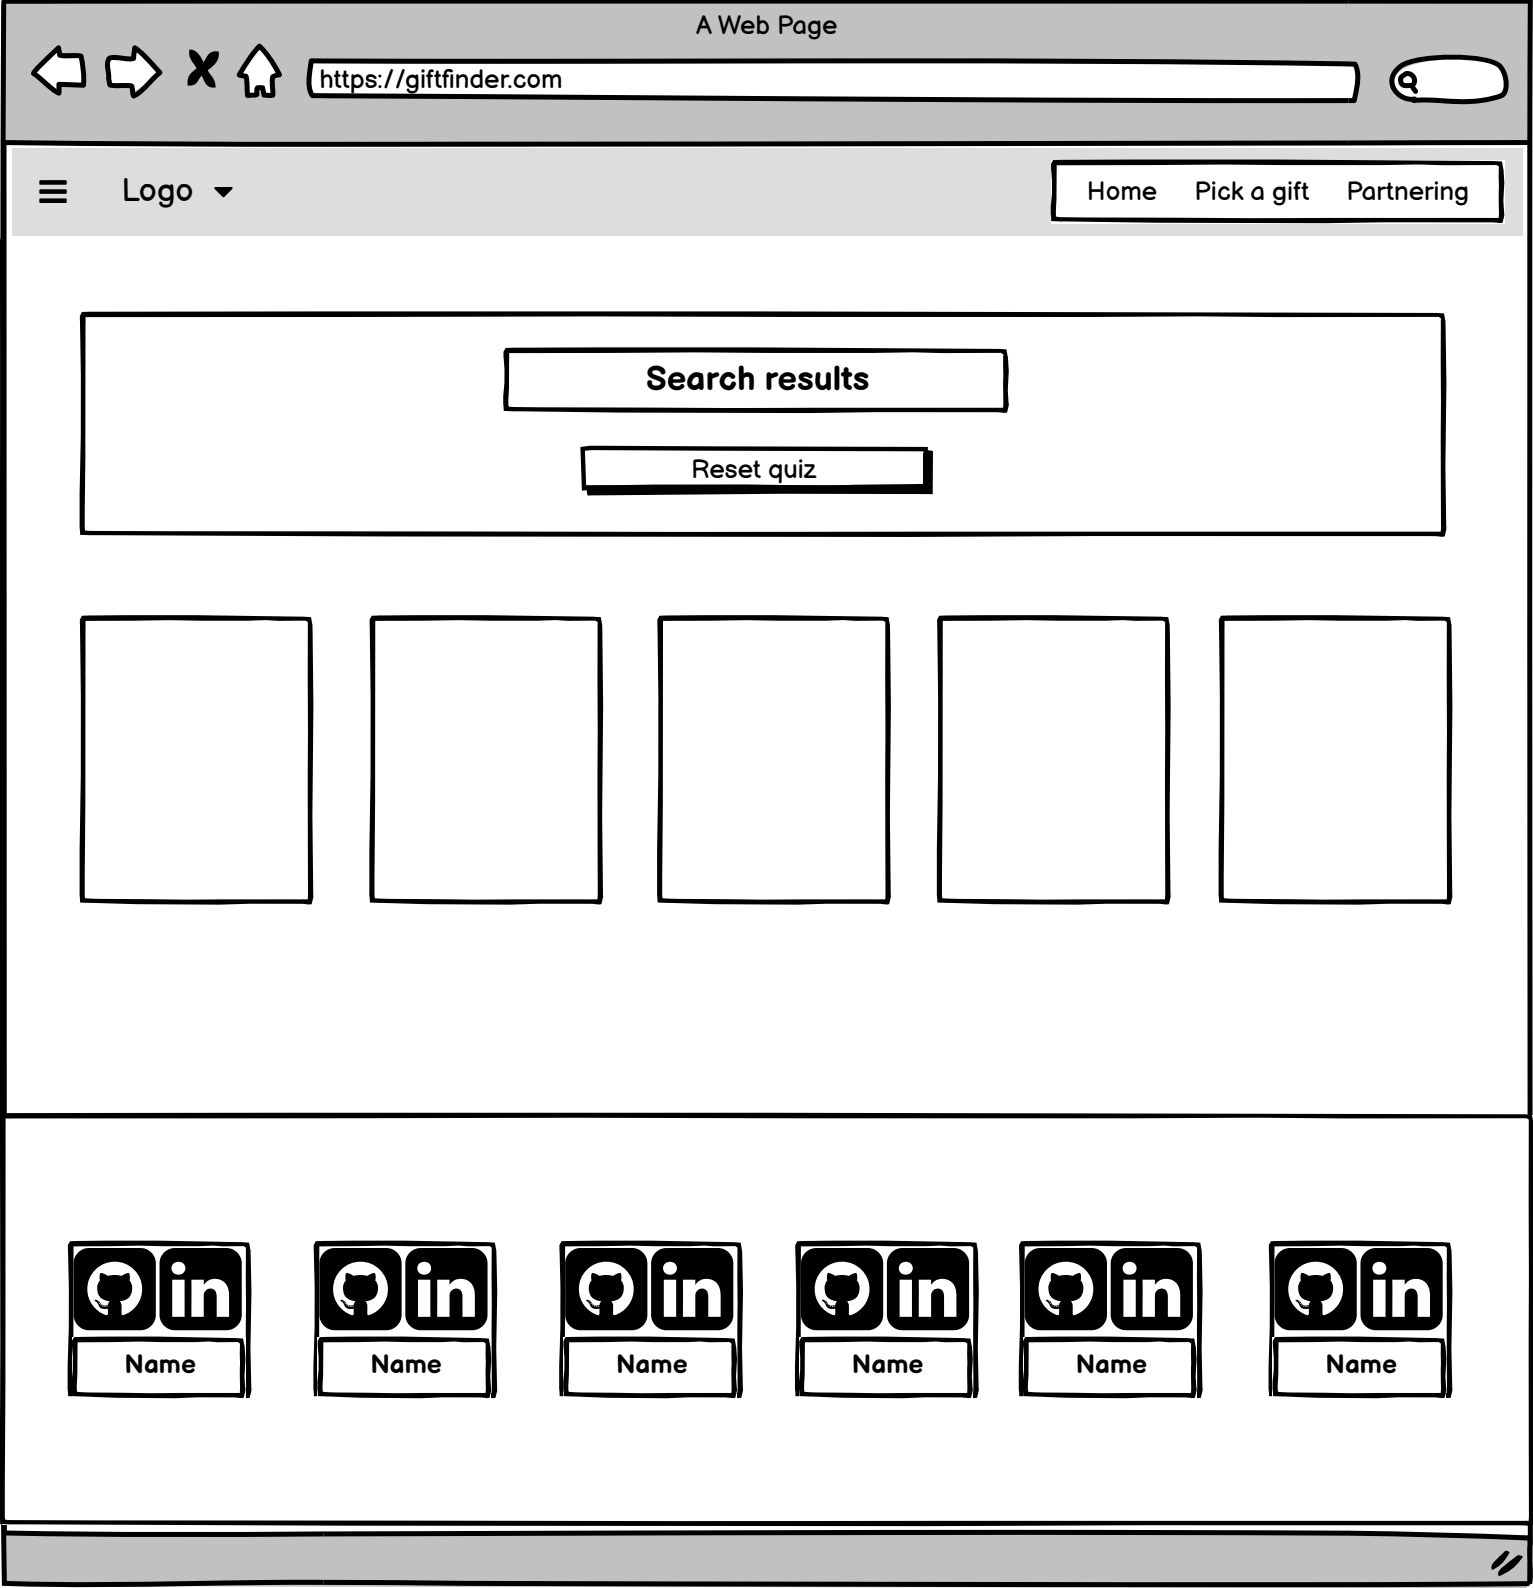 A Web Page
https://giftfinder.com
Logo
Home Pick a gift Partnering
Search results
Reset quiz
in in in in in in
Name Name Name Name Name Name